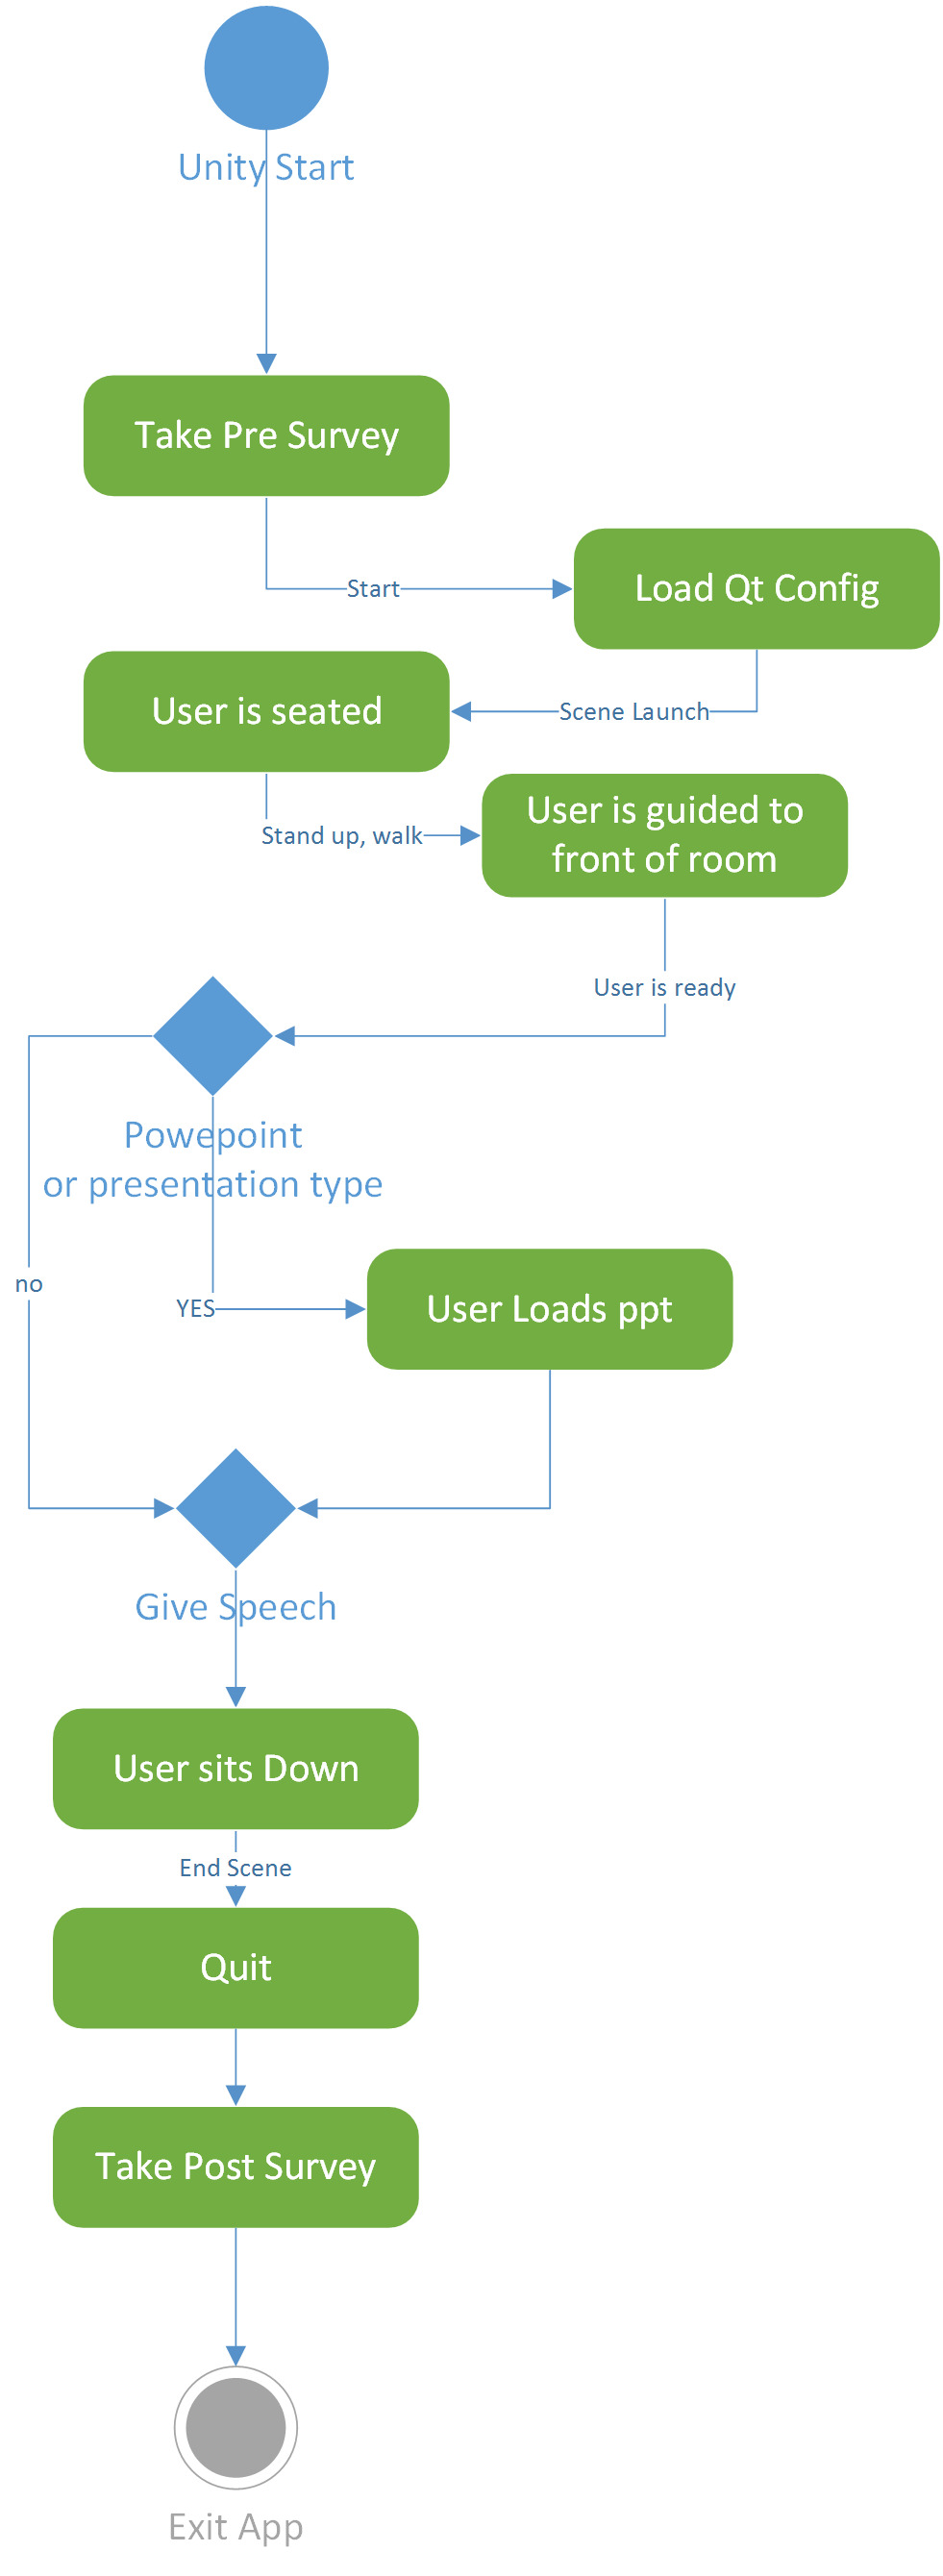 Unity Start
Take Pre Survey
Start
Load Qt Config
User is seated
Scene Launch
Stand up, walk
User is guided to
front of room
User is ready
Powepoint
or presentation type
no
YES
User Loads ppt
Give Speech
User sits Down
End Scene
Quit
Take Post Survey
Exit App